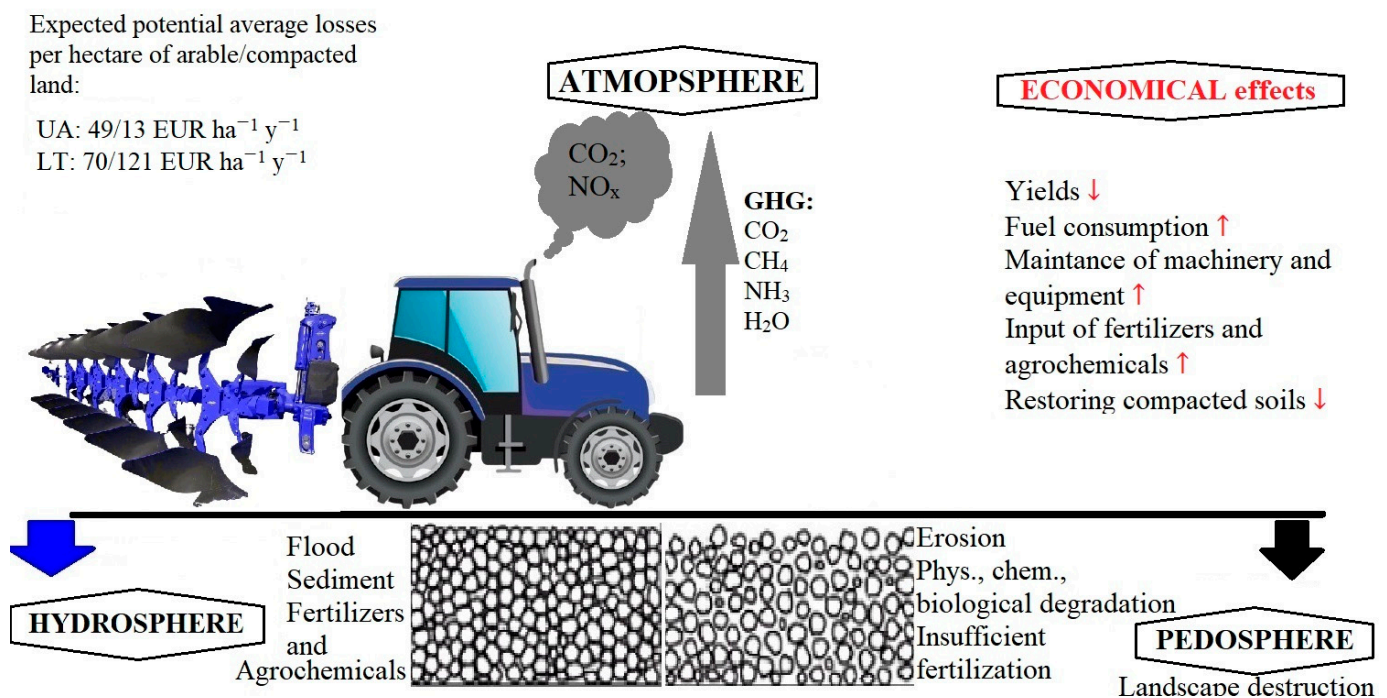 Expected potential average losses
per hectare of arable/compacted
land:
UA: 49/13 EUR ha⁻¹ y⁻¹
LT: 70/121 EUR ha⁻¹ y⁻¹
ATMOPSPHERE
CO₂;
NOₓ
GHG:
CO₂
CH₄
NH₃
H₂O
ECONOMICAL effects
Yields ↓
Fuel consumption ↑
Maintance of machinery and
equipment ↑
Input of fertilizers and
agrochemicals ↑
Restoring compacted soils ↓
HYDROSPHERE
Flood
Sediment
Fertilizers
and
Agrochemicals
Erosion
Phys., chem.,
biological degradation
Insufficient
fertilization
PEDOSPHERE
Landscape destruction